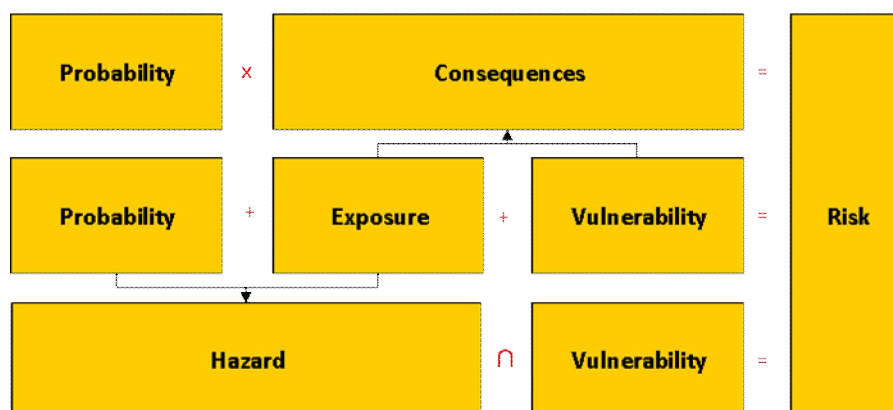 Probability x Consequences =
Probability + Exposure + Vulnerability = Risk
Hazard ∩ Vulnerability =